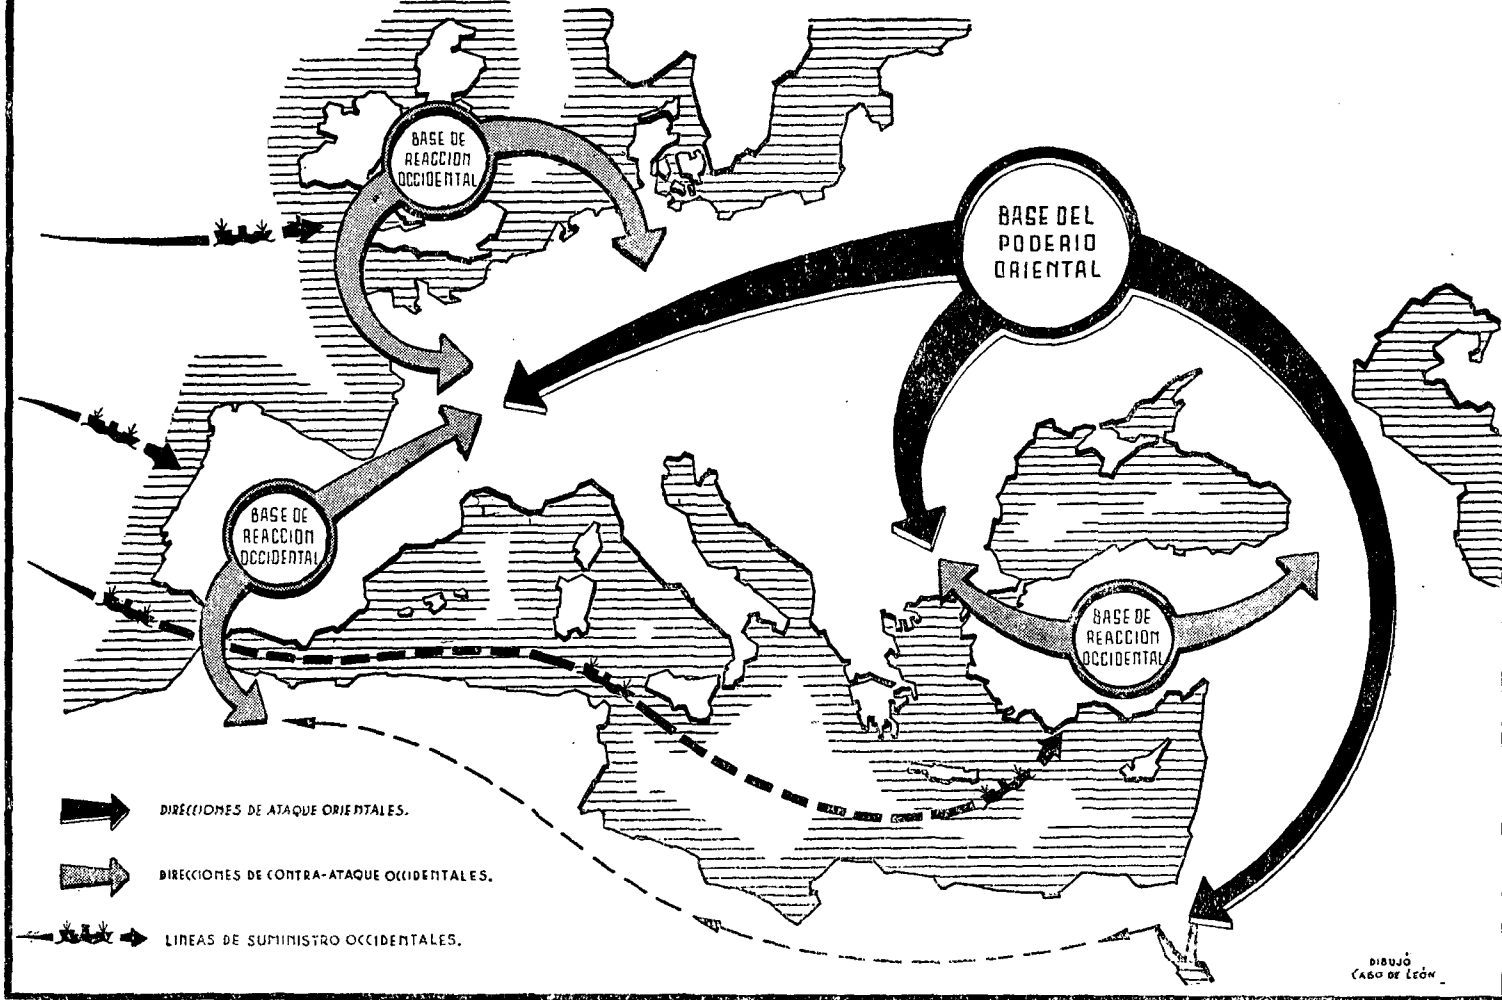 BASE DE
REACCION
OCCIDENTAL
BASE DEL
PODERIO
ORIENTAL
BASE DE
REACCION
OCCIDENTAL
BASE DE
REACCION
OCCIDENTAL
DIRECCIONES DE ATAQUE ORIENTALES.
DIRECCIONES DE CONTRA-ATAQUE OCCIDENTALES.
LINEAS DE SUMINISTRO OCCIDENTALES.
DIBUJÓ
CABO DE LEÓN